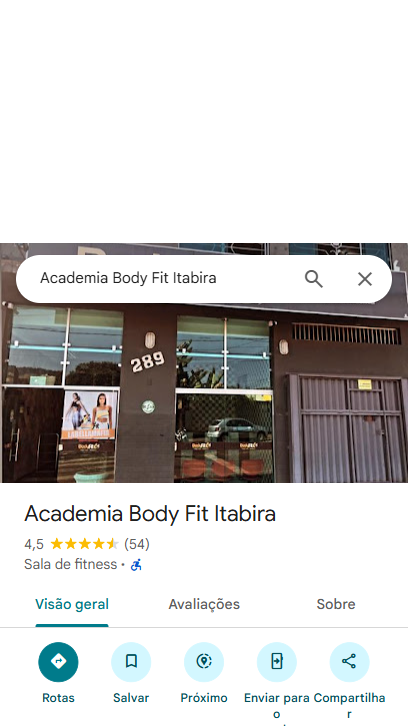 Academia Body Fit Itabira
289
Academia Body Fit Itabira
4,5 (54)
Sala de fitness ·
Visão geral Avaliações Sobre
Rotas Salvar Próximo Enviar para Compartilha
o r